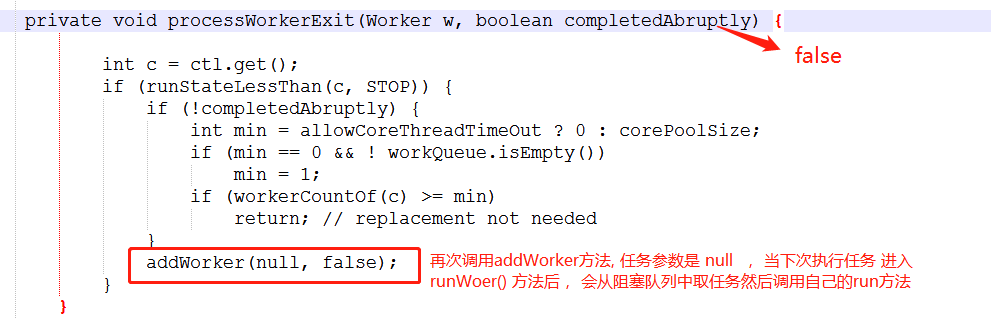 private void processWorkerExit(Worker w, boolean completedAbruptly) {
false
int c = ctl.get();
if (runStateLessThan(c, STOP)) {
if (!completedAbruptly) {
int min = allowCoreThreadTimeOut ? 0 : corePoolSize;
if (min == 0 && ! workQueue.isEmpty())
min = 1;
if (workerCountOf(c) >= min)
return; // replacement not needed
}
addWorker(null, false);
再次调用addWorker方法, 任务参数是 null ，当下次执行任务 进入
runWoer() 方法后 ，会从阻塞队列中取任务然后调用自己的run方法
}
}